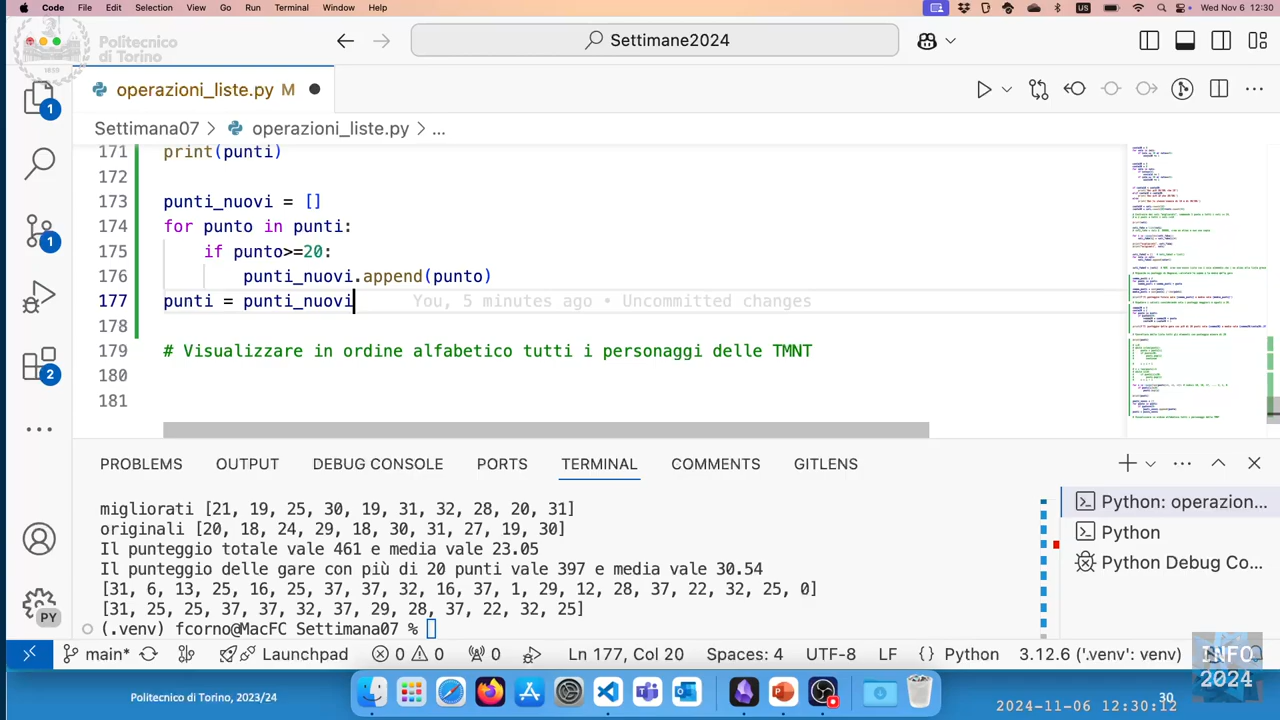 Code File Edit Selection View Go Run Terminal Window Help US Wed Nov 6 12:30
Politecnico
di Torino
Settimane2024
operazioni_liste.py M
Settimana07 > operazioni_liste.py > ...
1
1
2
PY
171 print(punti)
172
173 punti_nuovi = []
174 for punto in punti:
175 if punto>=20:
176 punti_nuovi.append(punto)
177 punti = punti_nuovi minutes ago
178
179 # Visualizzare in ordine alfabetico tutti i personaggi delle TMNT
180
181
PROBLEMS OUTPUT DEBUG CONSOLE PORTS TERMINAL COMMENTS GITLENS
migliorati [21, 19, 25, 30, 19, 31, 32, 28, 20, 31]
originali [20, 18, 24, 29, 18, 30, 31, 27, 19, 30]
Il punteggio totale vale 461 e media vale 23.05
Il punteggio delle gare con più di 20 punti vale 397 e media vale 30.54
[31, 6, 13, 25, 16, 25, 37, 37, 32, 16, 37, 1, 29, 12, 28, 37, 22, 32, 25, 0]
[31, 25, 25, 37, 37, 32, 37, 29, 28, 37, 22, 32, 25]
(.venv) fcorno@MacFC Settimana07 %
Python: operazion...
Python
Python Debug Co...
main* Launchpad 0 0 0 Ln 177, Col 20 Spaces: 4 UTF-8 LF {} Python 3.12.6 ('.venv': venv)
INFO
2024
Politecnico di Torino, 2023/24
30
2024-11-06 12:30:12